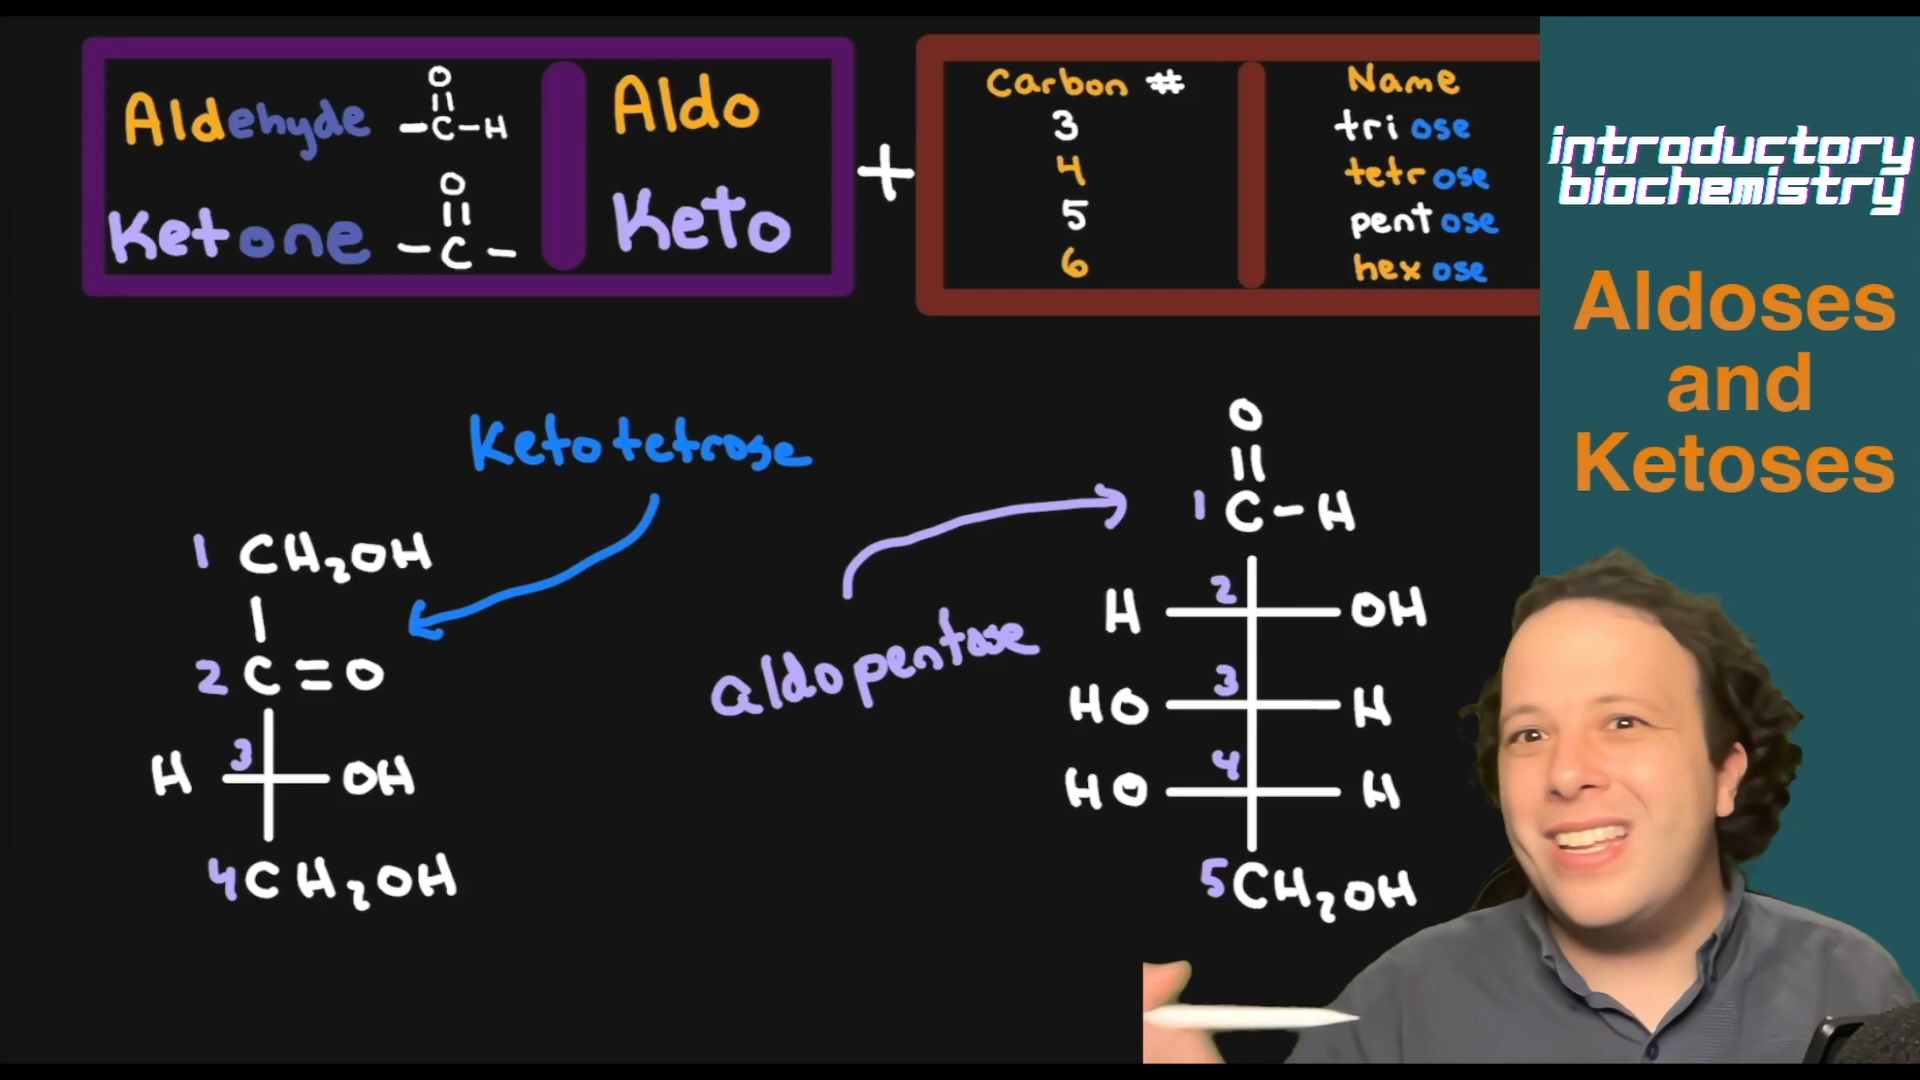 Aldehyde
O
C-H
Aldo
Ketone
O
-C-
Keto
+
Carbon # Name
3 triose
4 tetrose
5 pentose
6 hexose
introductory
biochemistry
Aldoses
and
Ketoses
Ketotetrose
1 CH2OH
2 C=O
H 3 OH
4 CH2OH
aldopentose
O
1 C-H
H 2 OH
HO 3 H
HO 4 H
5 CH2OH